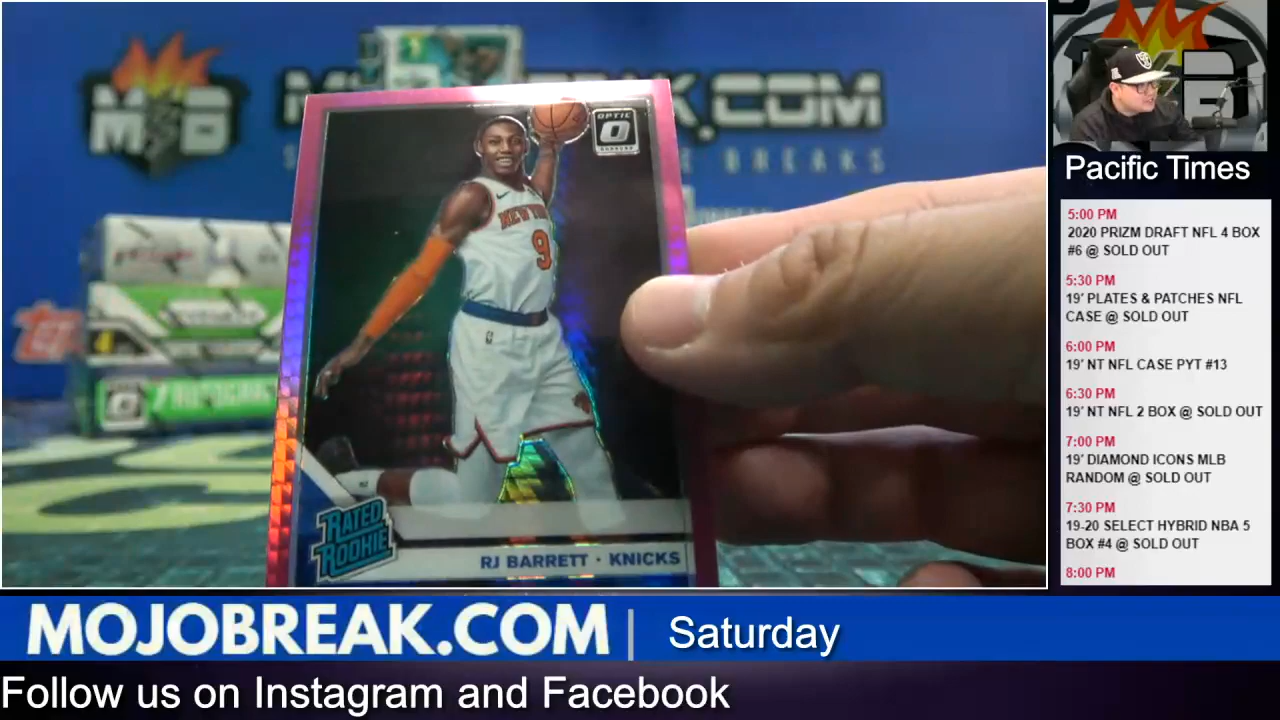 M B
K.COM
B R E A K S
OPTIC
NEW YO
9
RATED
ROOKIE
RJ BARRETT · KNICKS
Pacific Times
5:00 PM
2020 PRIZM DRAFT NFL 4 BOX
#6 @ SOLD OUT
5:30 PM
19' PLATES & PATCHES NFL
CASE @ SOLD OUT
6:00 PM
19' NT NFL CASE PYT #13
6:30 PM
19' NT NFL 2 BOX @ SOLD OUT
7:00 PM
19' DIAMOND ICONS MLB
RANDOM @ SOLD OUT
7:30 PM
19-20 SELECT HYBRID NBA 5
BOX #4 @ SOLD OUT
8:00 PM
MOJOBREAK.COM | Saturday
Follow us on Instagram and Facebook